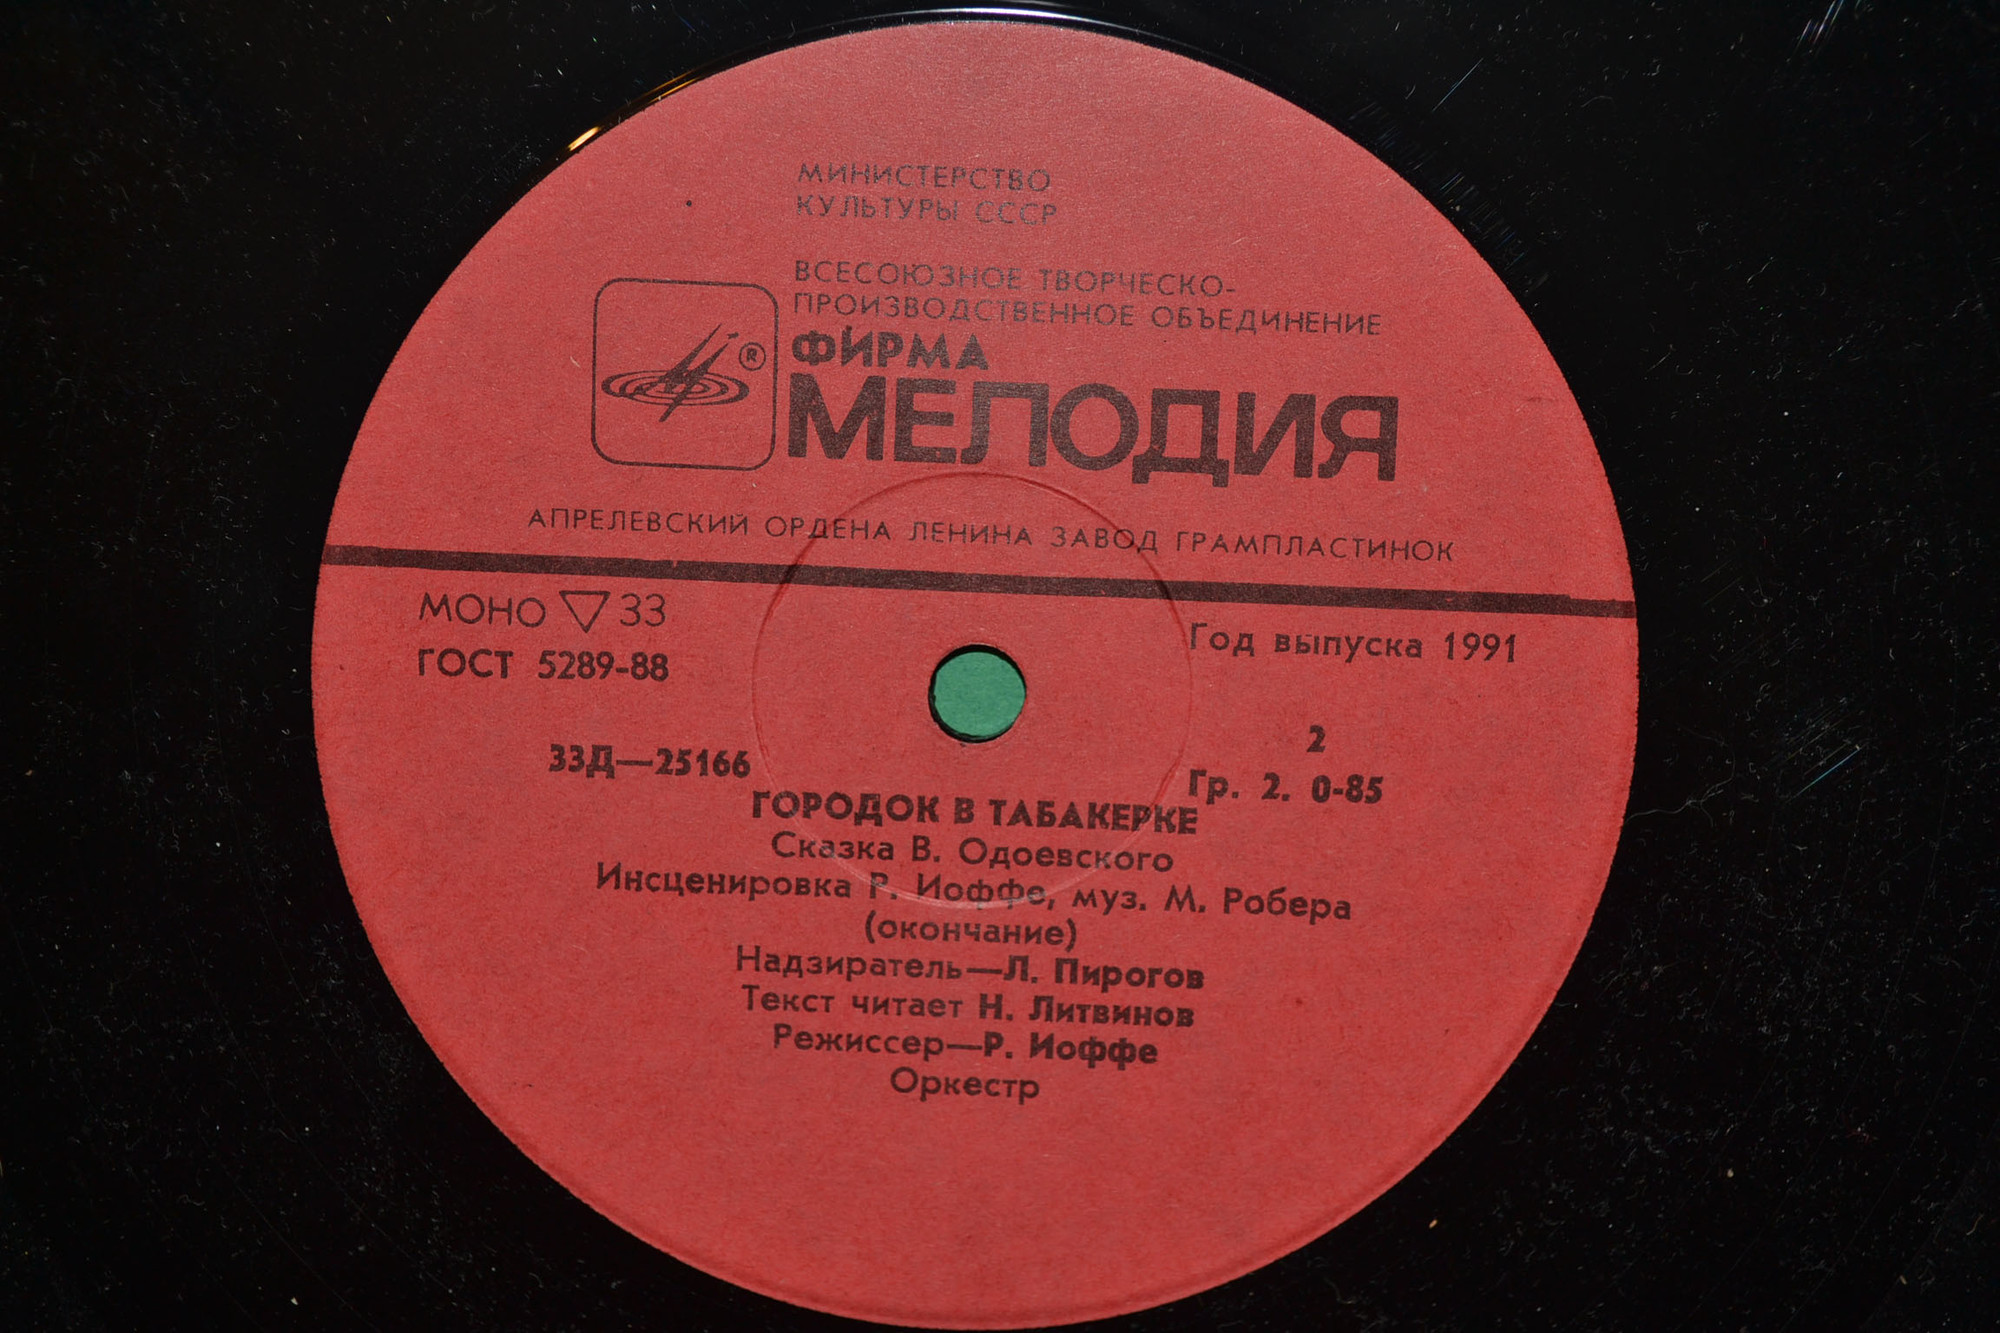 МИНИСТЕРСТВО
КУЛЬТУРЫ СССР
ВСЕСОЮЗНОЕ ТВОРЧЕСКО-
ПРОИЗВОДСТВЕННОЕ ОБЪЕДИНЕНИЕ
ФИРМА
®
МЕЛОДИЯ
АПРЕЛЕВСКИЙ ОРДЕНА ЛЕНИНА ЗАВОД ГРАМПЛАСТИНОК
МОНО ▽ 33
ГОСТ 5289-88
Год выпуска 1991
33Д—25166
2
Гр. 2. 0-85
ГОРОДОК В ТАБАКЕРКЕ
Сказка В. Одоевского
Инсценировка Р. Иоффе, муз. М. Робера
(окончание)
Надзиратель—Л. Пирогов
Текст читает Н. Литвинов
Режиссер—Р. Иоффе
Оркестр